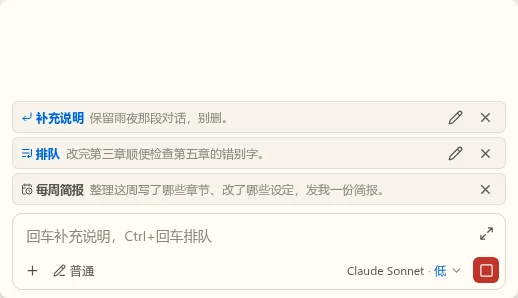 补充说明 保留雨夜那段对话，别删。
排队 改完第三章顺便检查第五章的错别字。
每周简报 整理这周写了哪些章节、改了哪些设定，发我一份简报。
回车补充说明，Ctrl+回车排队
普通 Claude Sonnet · 低